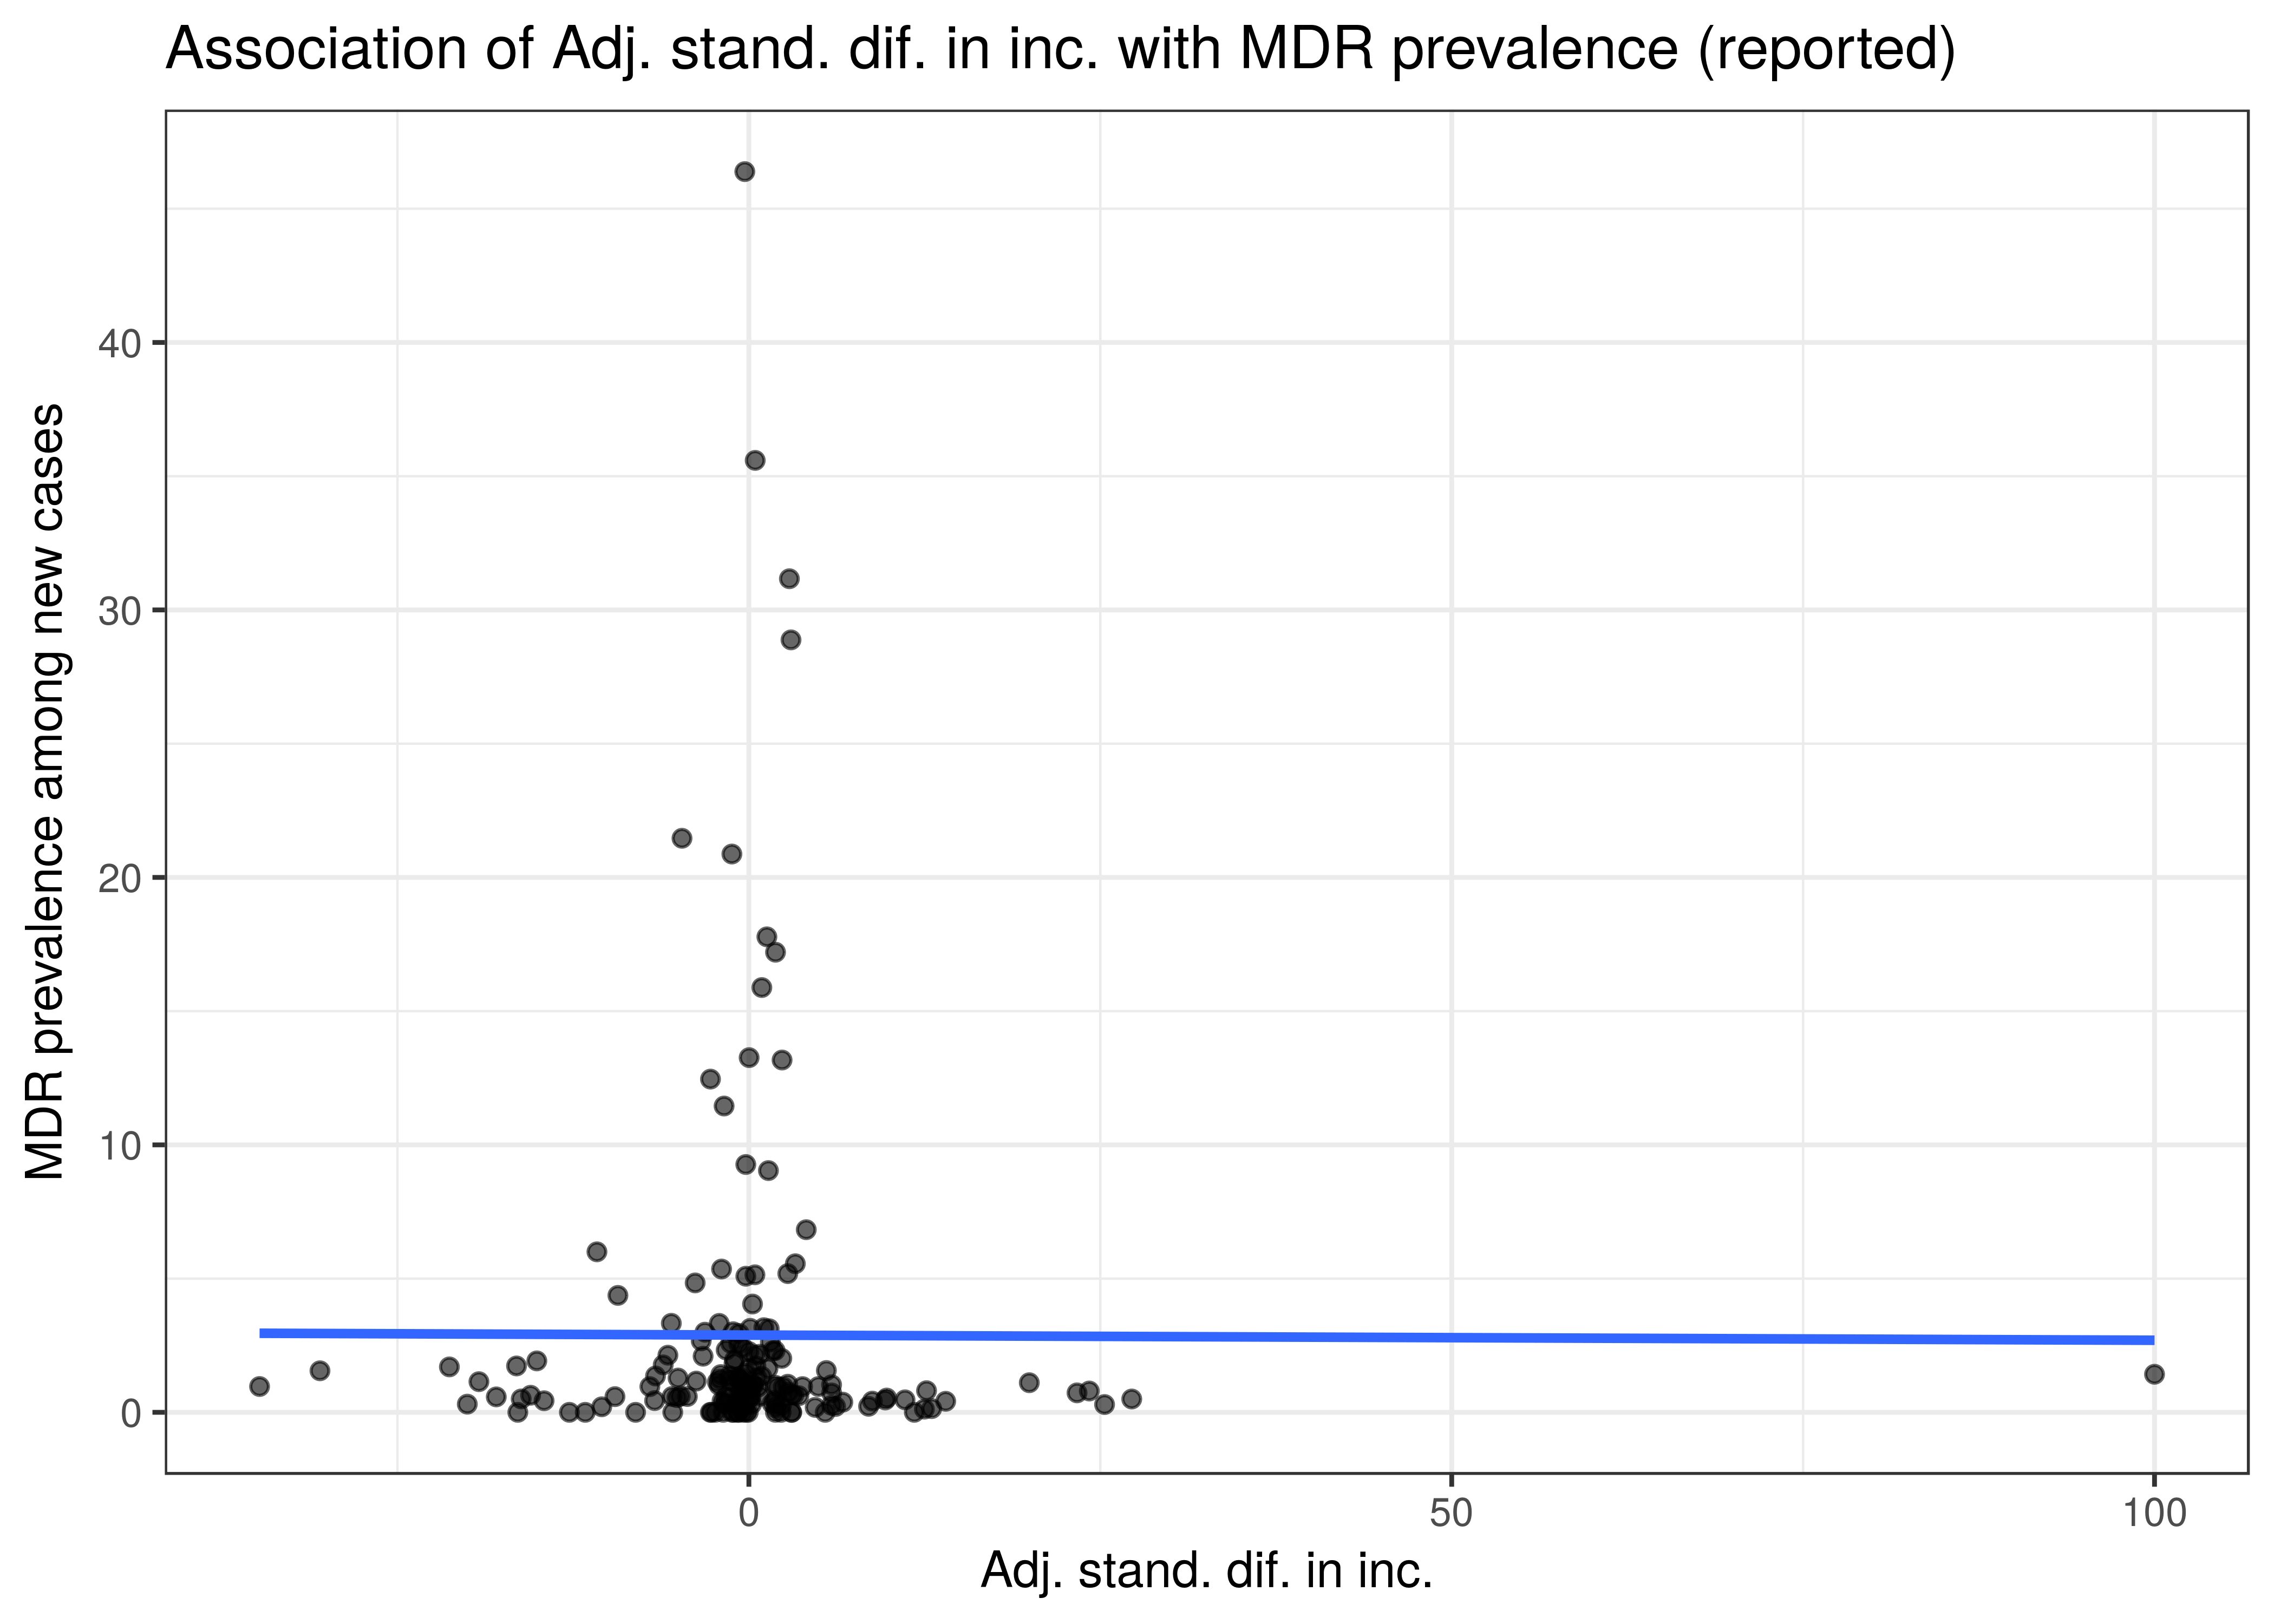 Association of Adj. stand. dif. in inc. with MDR prevalence (reported)
MDR prevalence among new cases
40
30
20
10
0
0 50 100
Adj. stand. dif. in inc.